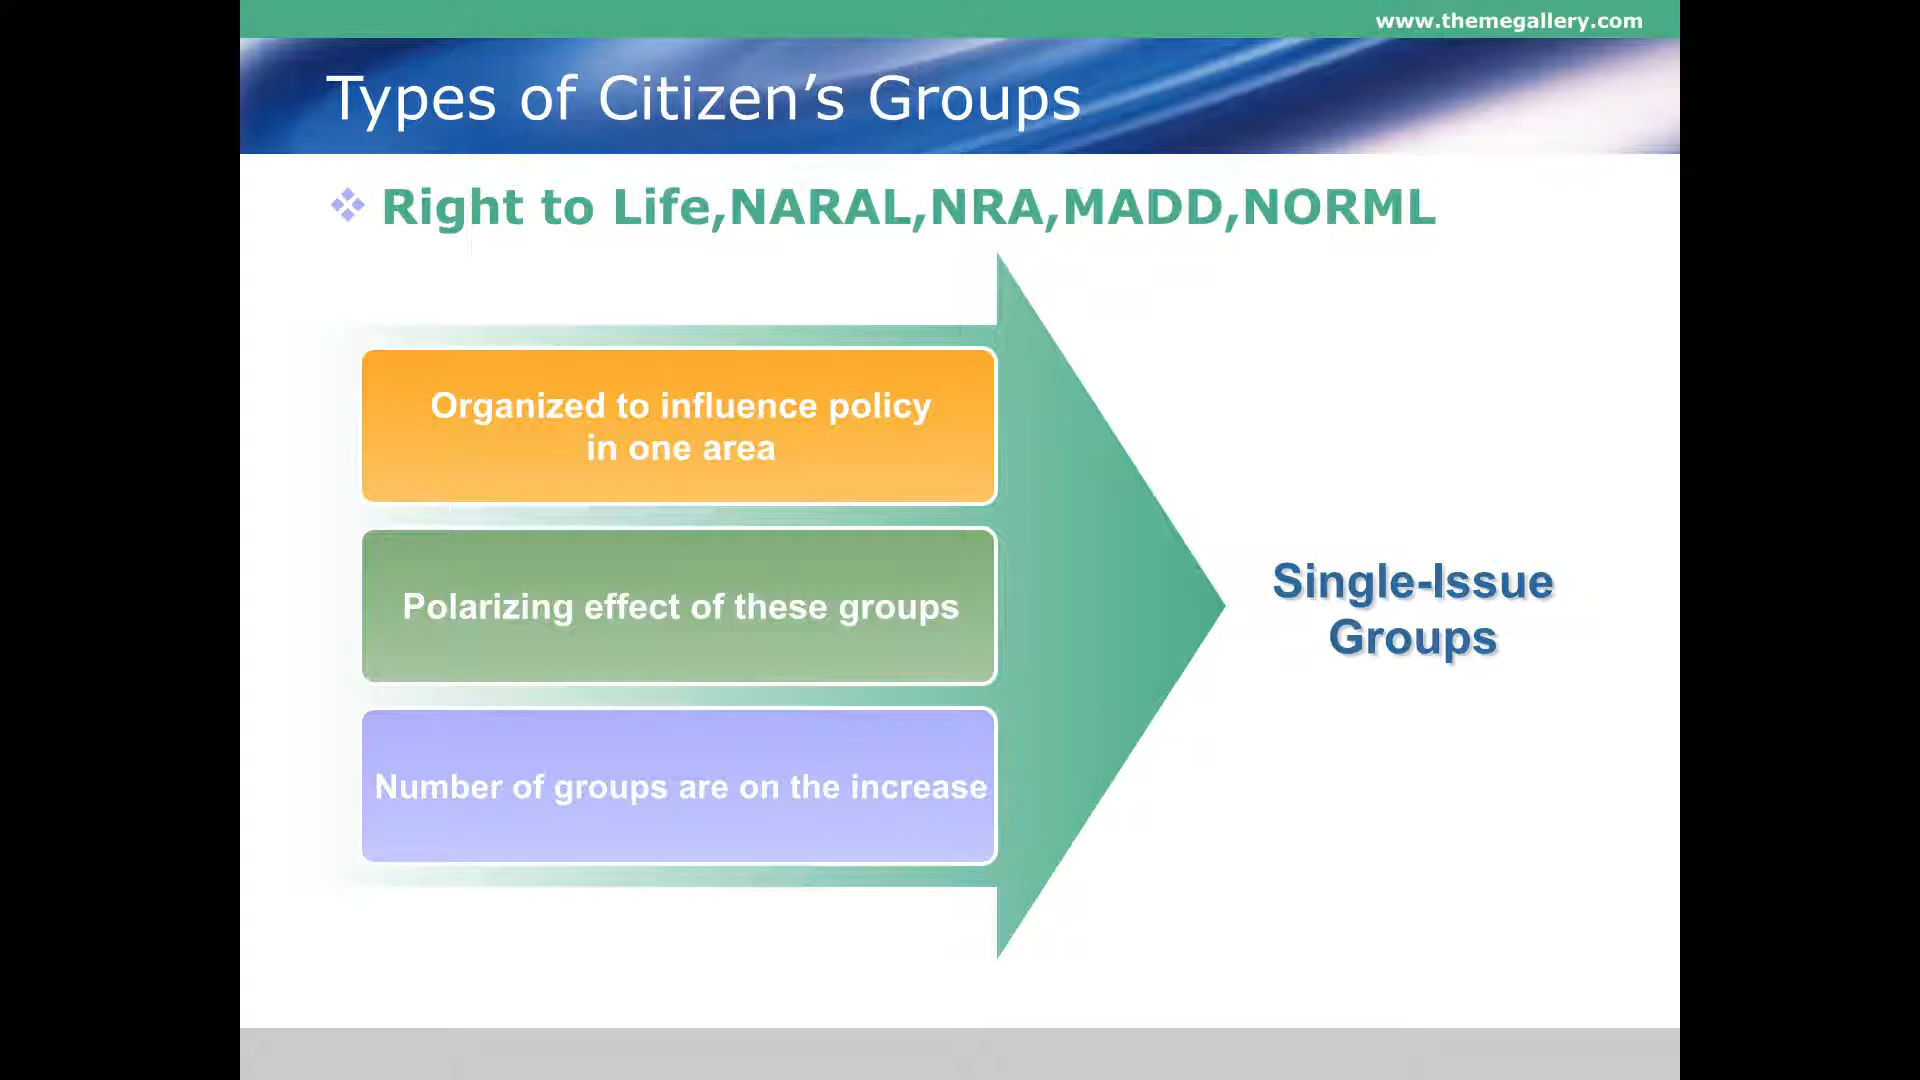 www.themegallery.com
Types of Citizen’s Groups
Right to Life,NARAL,NRA,MADD,NORML
Organized to influence policy
in one area
Polarizing effect of these groups
Number of groups are on the increase
Single-Issue
Groups